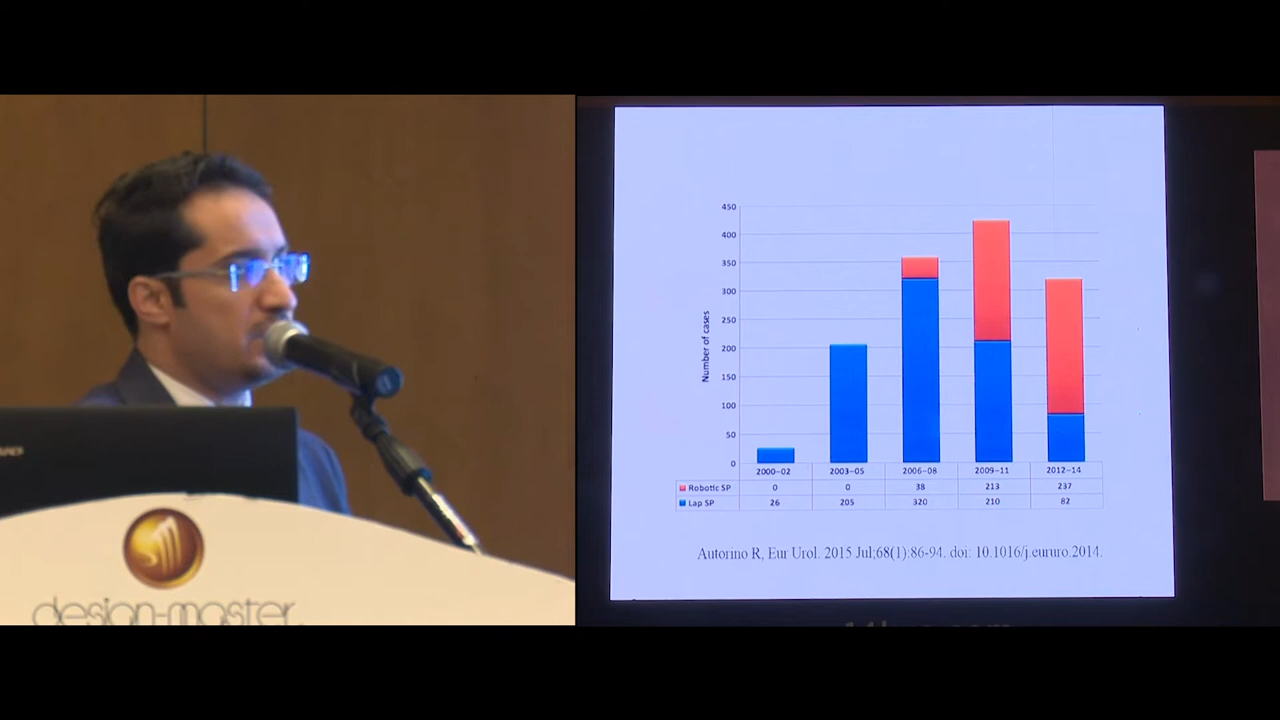 design-master
450
400
350
300
250
200
150
100
50
0
Number of cases
2000–02 2003–05 2006–08 2009–11 2012–14
Robotic SP 0 0 38 213 237
Lap SP 26 205 320 210 82
Autorino R, Eur Urol. 2015 Jul;68(1):86-94. doi: 10.1016/j.eururo.2014.